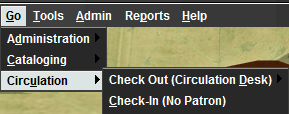 Go Tools Admin Reports Help
Administration
Cataloging
Circulation
Check Out (Circulation Desk)
Check-In (No Patron)